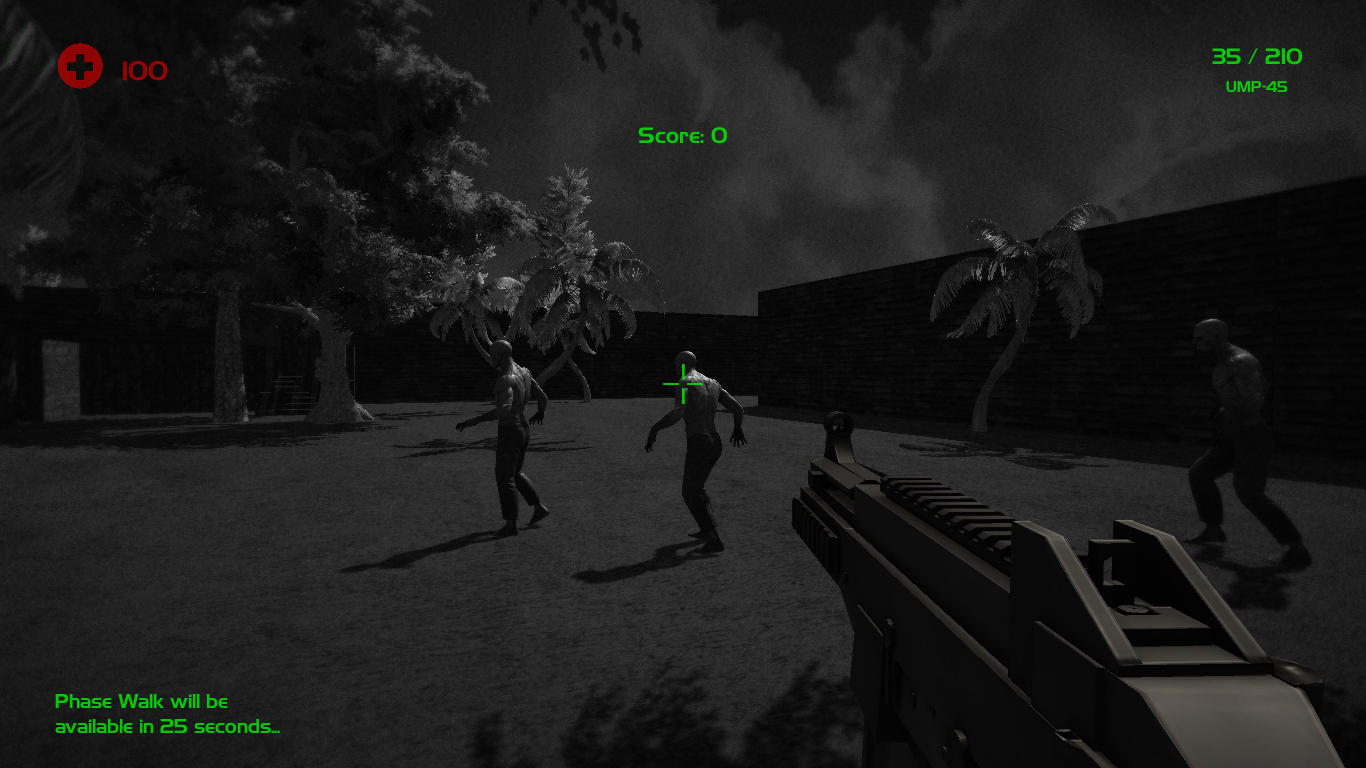 100
35 / 210
UMP-45
Score: 0
Phase Walk will be
available in 25 seconds...